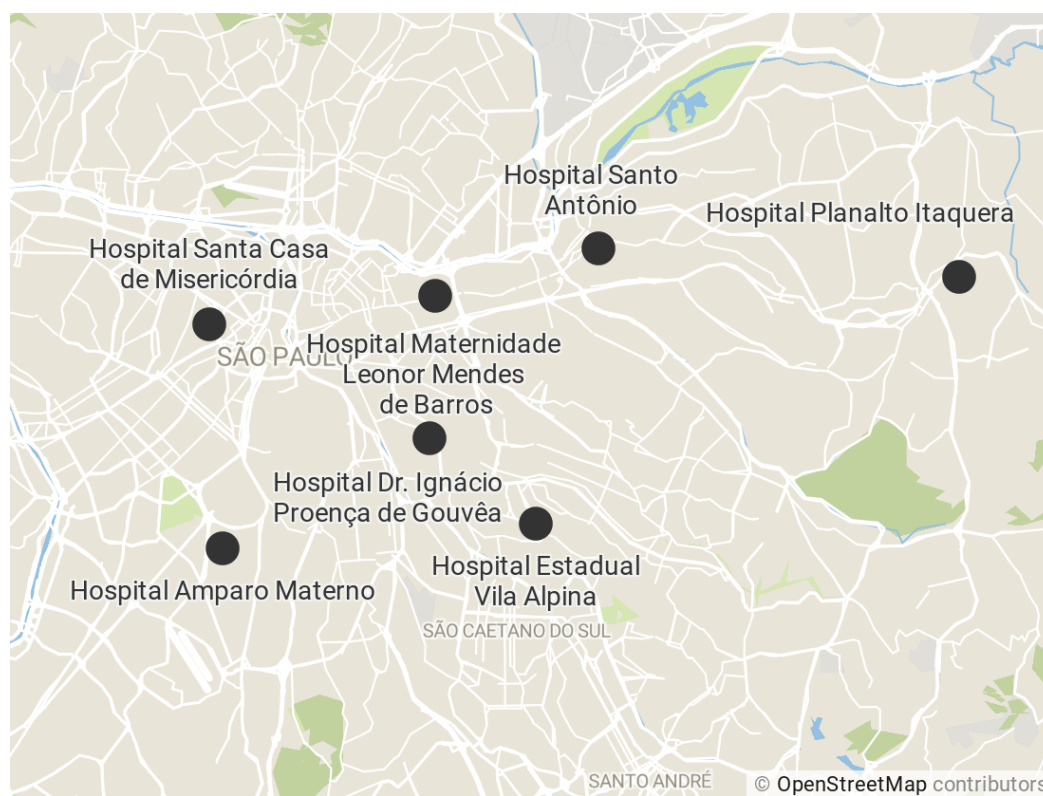 Hospital Santo
Antônio
Hospital Planalto Itaquera
Hospital Santa Casa
de Misericórdia
SÃO PAULO
Hospital Maternidade
Leonor Mendes
de Barros
Hospital Dr. Ignácio
Proença de Gouvêa
Hospital Estadual
Vila Alpina
Hospital Amparo Materno
SÃO CAETANO DO SUL
SANTO ANDRÉ
© OpenStreetMap contributors